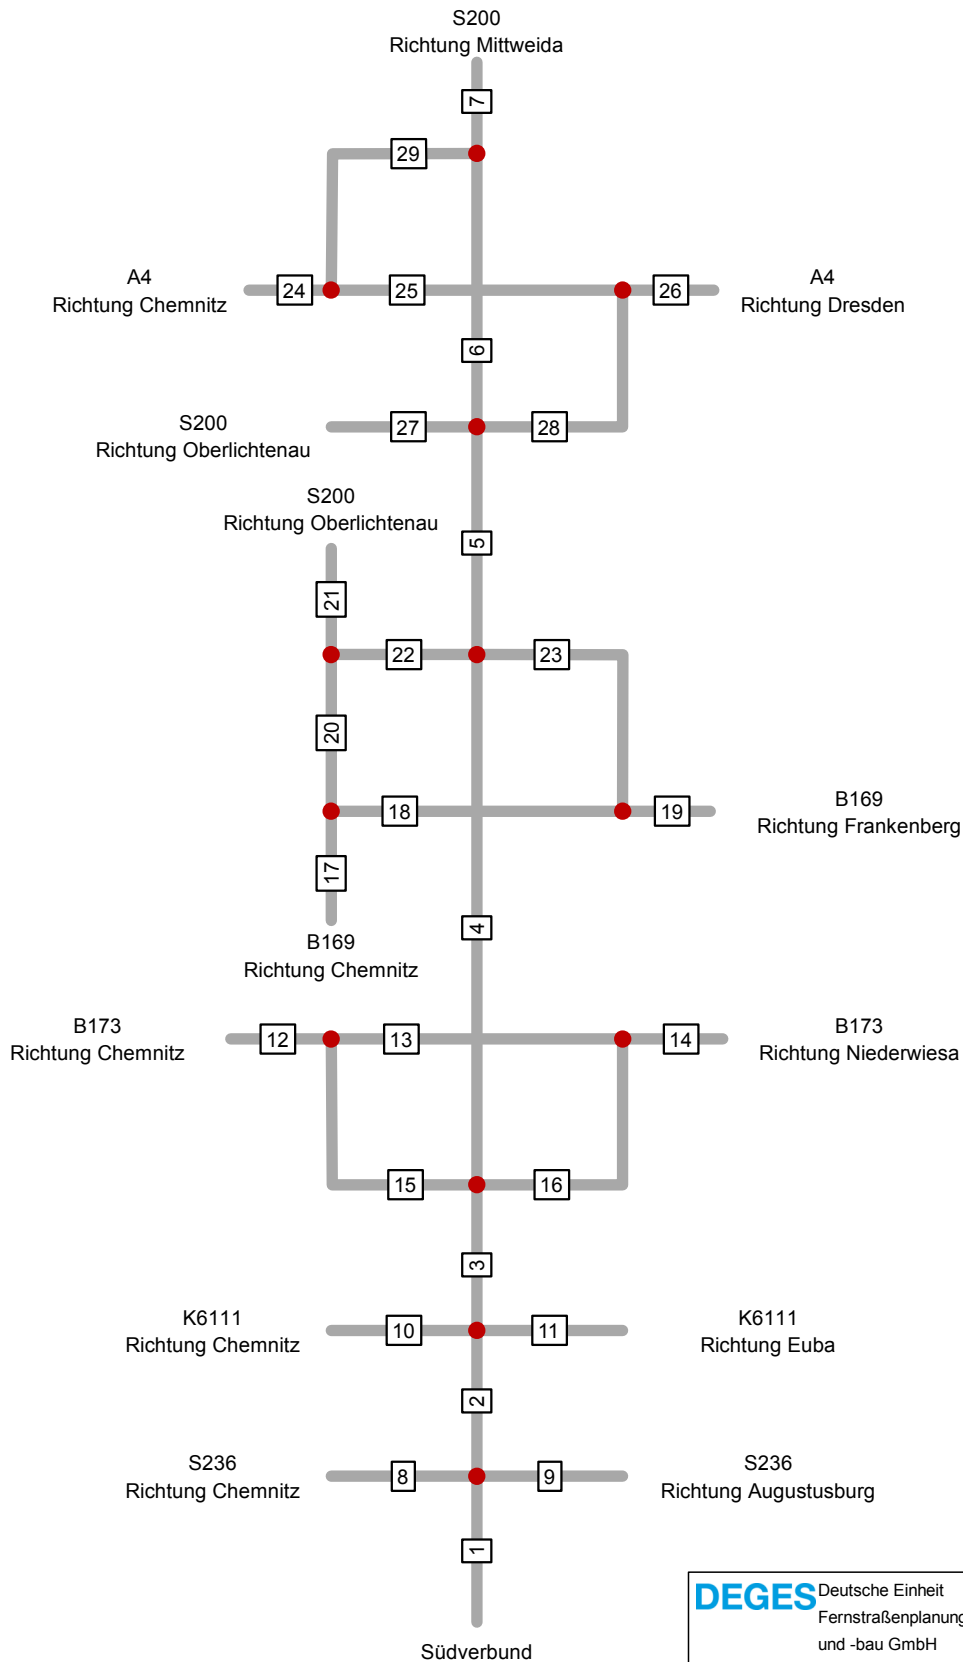 S200
Richtung Mittweida
7
29
A4
Richtung Chemnitz
24
25
26
A4
Richtung Dresden
6
S200
Richtung Oberlichtenau
27
28
S200
Richtung Oberlichtenau
5
21
22
23
20
18
19
B169
Richtung Frankenberg
17
4
B169
Richtung Chemnitz
B173
Richtung Chemnitz
12
13
14
B173
Richtung Niederwiesa
15
16
3
K6111
Richtung Chemnitz
10
11
K6111
Richtung Euba
2
S236
Richtung Chemnitz
8
9
S236
Richtung Augustusburg
1
Südverbund
DEGES
Deutsche Einheit
Fernstraßenplanung
und -bau GmbH